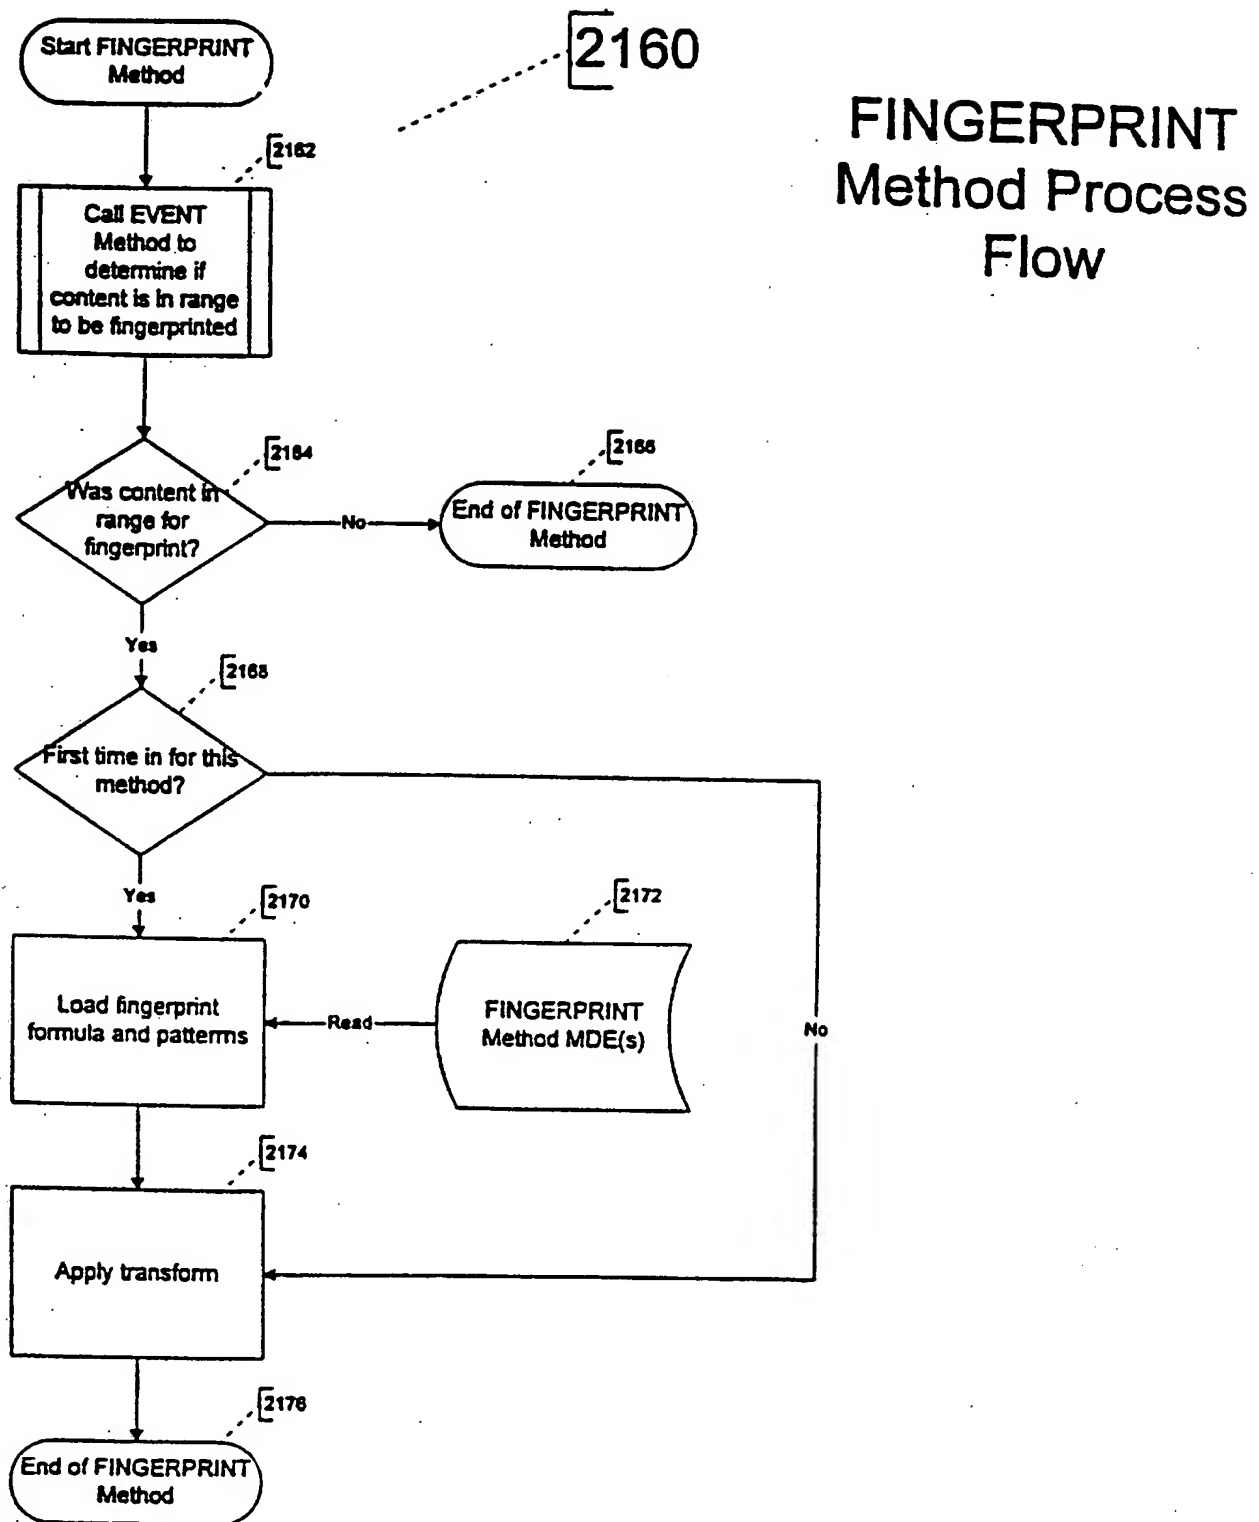 Start FINGERPRINT
Method
2160
FINGERPRINT
Method Process
Flow
2162
Call EVENT
Method to
determine if
content is in range
to be fingerprinted
2164
Was content in
range for
fingerprint?
No
2166
End of FINGERPRINT
Method
Yes
2168
First time in for this
method?
Yes
2170
Load fingerprint
formula and patterns
Read
2172
FINGERPRINT
Method MDE(s)
No
2174
Apply transform
2176
End of FINGERPRINT
Method